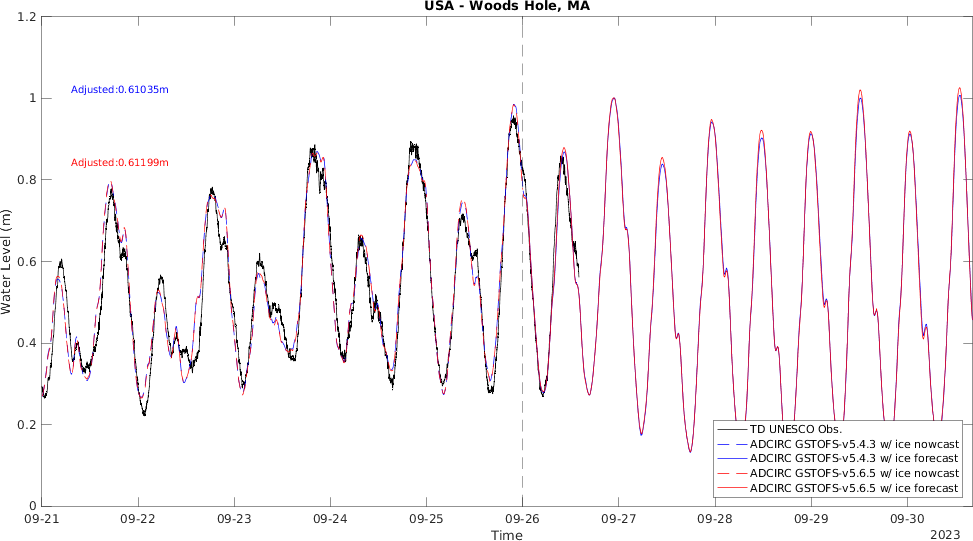 USA - Woods Hole, MA
1.2
1
0.8
0.6
0.4
0.2
0
Water Level (m)
Adjusted:0.61035m
Adjusted:0.61199m
TD UNESCO Obs.
ADCIRC GSTOFS-v5.4.3 w/ ice nowcast
ADCIRC GSTOFS-v5.4.3 w/ ice forecast
ADCIRC GSTOFS-v5.6.5 w/ ice nowcast
ADCIRC GSTOFS-v5.6.5 w/ ice forecast
09-21 09-22 09-23 09-24 09-25 09-26 09-27 09-28 09-29 09-30
Time
2023